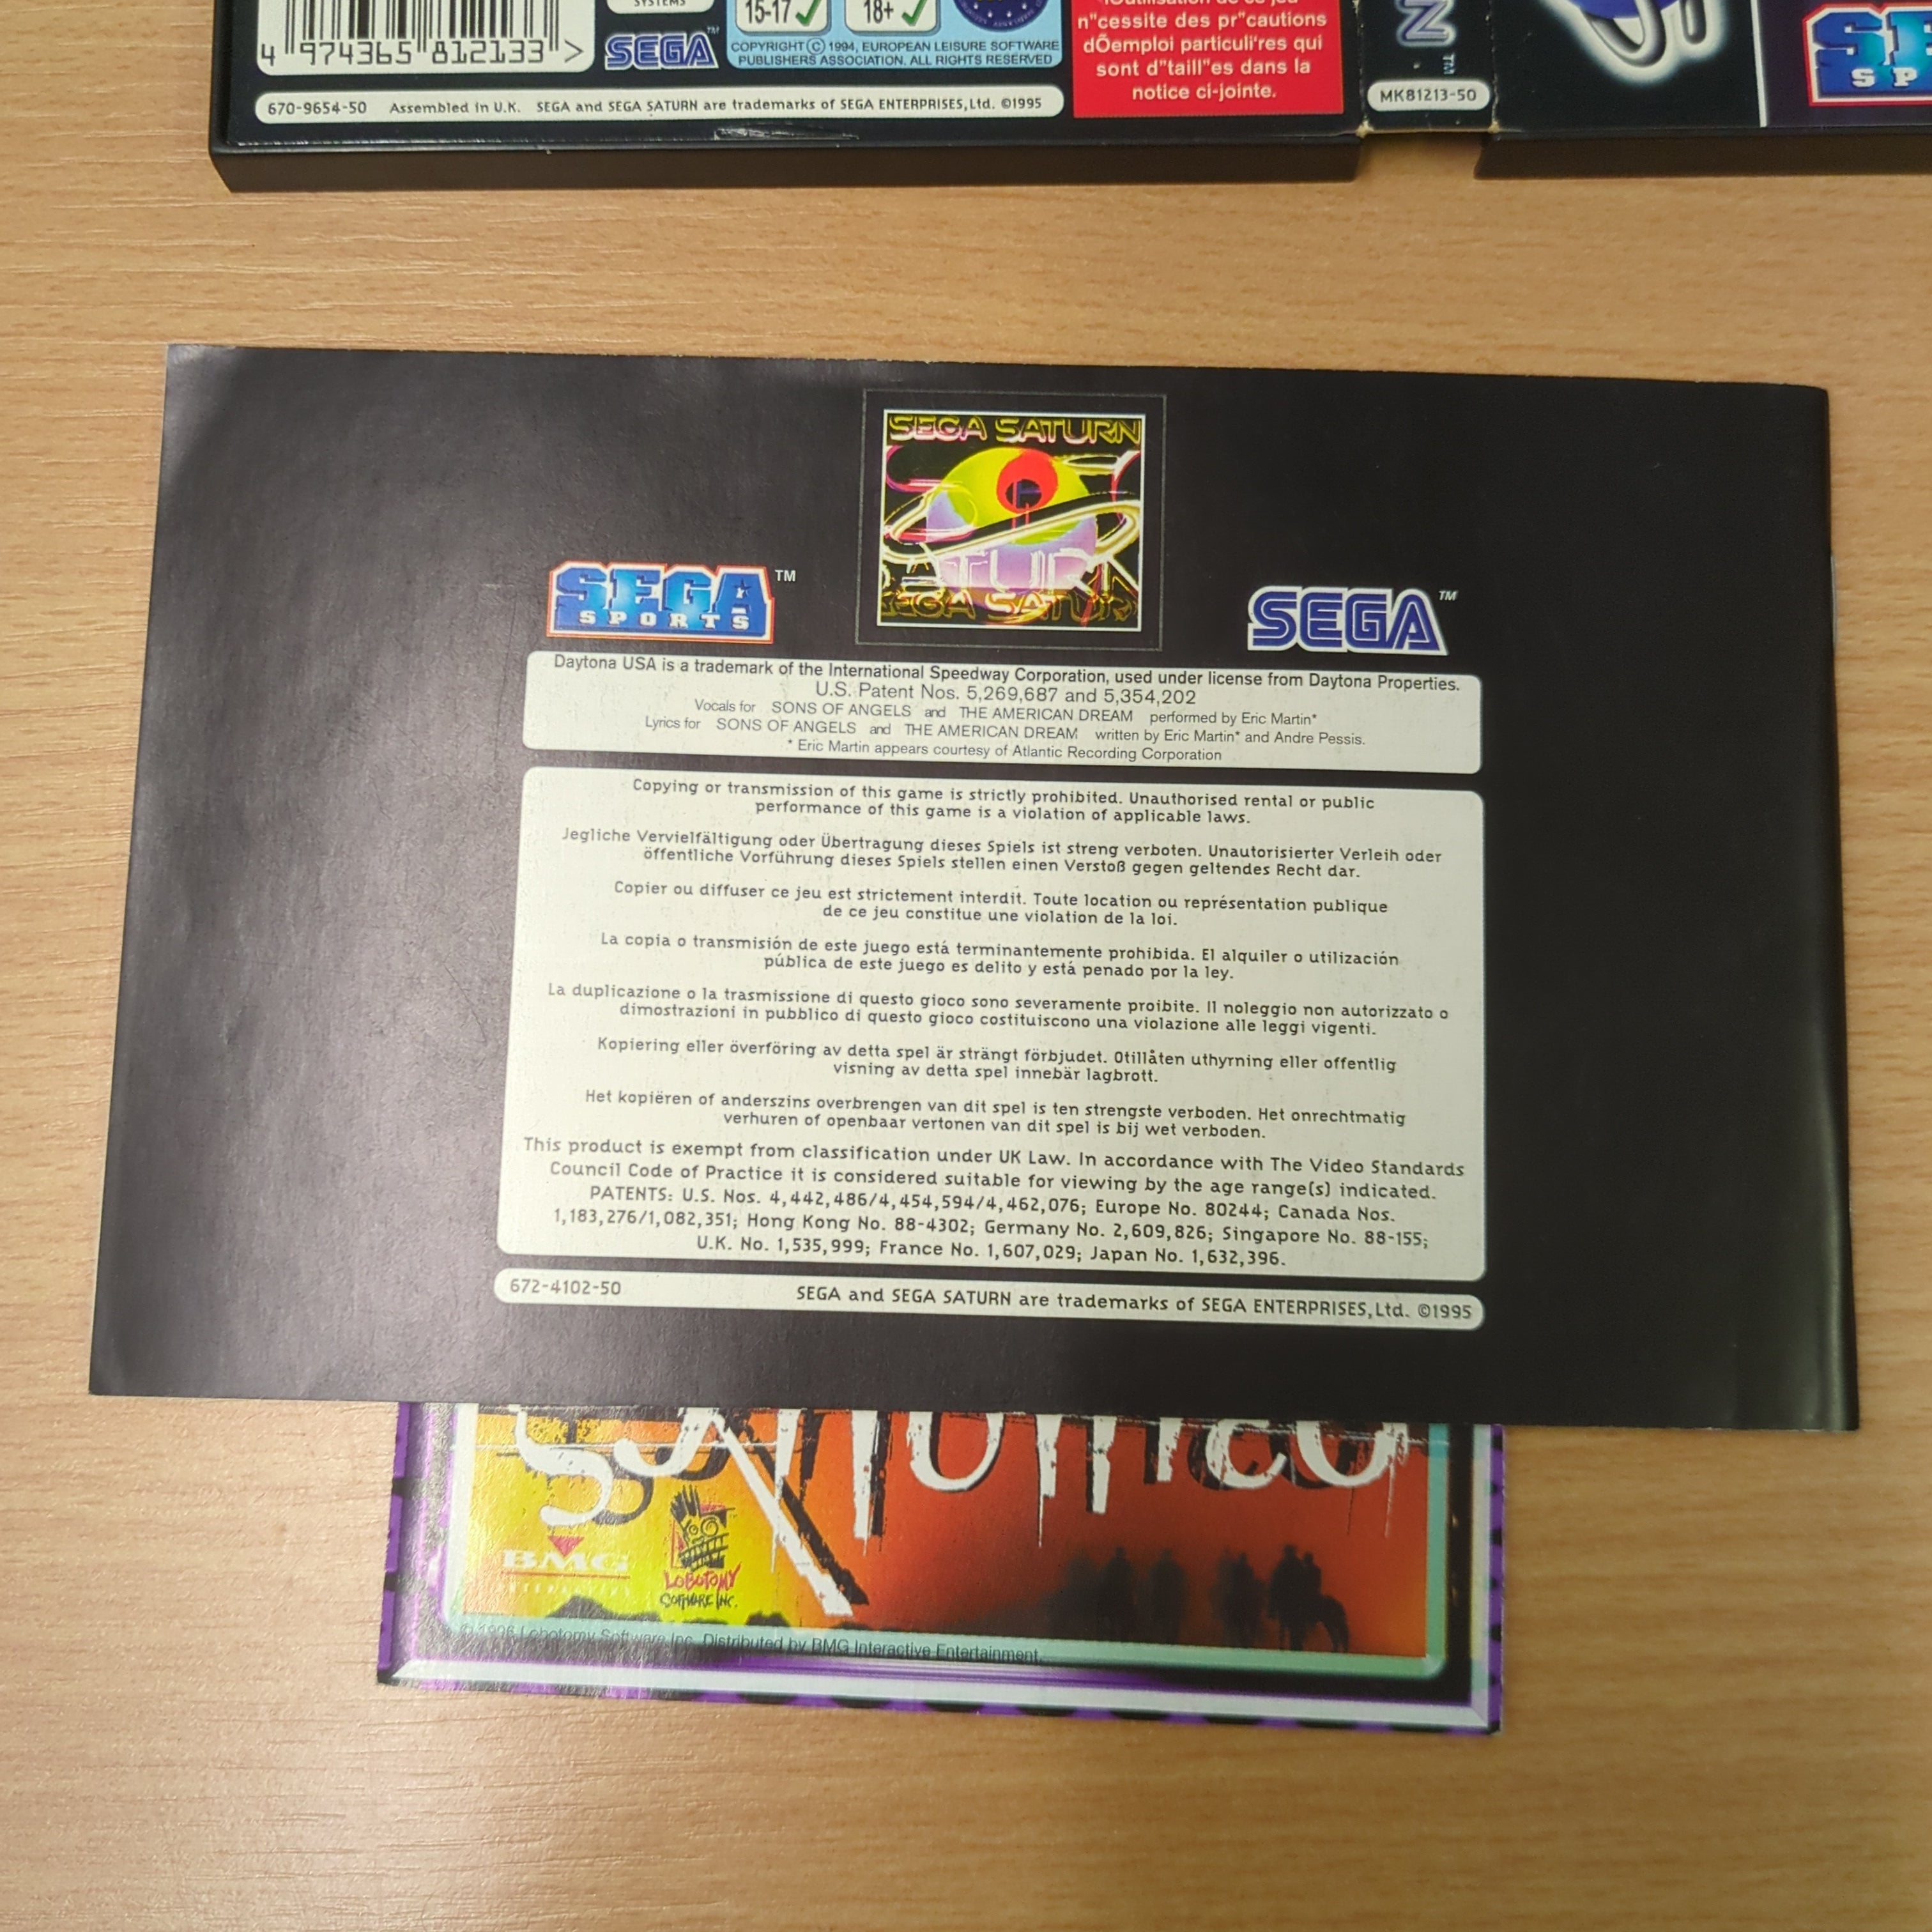 SYSTEMS
15-17 18+
4 974365 812133 >
SEGA™
COPYRIGHT © 1994, EUROPEAN LEISURE SOFTWARE
PUBLISHERS ASSOCIATION. ALL RIGHTS RESERVED
n"cessite des pr"cautions
dÕemploi particuli‘res qui
sont d"taill"es dans la
notice ci-jointe.
670-9654-50 Assembled in U.K. SEGA and SEGA SATURN are trademarks of SEGA ENTERPRISES,Ltd. ©1995
N
™
MK81213-50
SEGA SATURN
SEGA SATURN
SEGA™
SPORTS
SEGA™
Daytona USA is a trademark of the International Speedway Corporation, used under license from Daytona Properties.
U.S. Patent Nos. 5,269,687 and 5,354,202
Vocals for SONS OF ANGELS and THE AMERICAN DREAM performed by Eric Martin*
Lyrics for SONS OF ANGELS and THE AMERICAN DREAM written by Eric Martin* and Andre Pessis.
* Eric Martin appears courtesy of Atlantic Recording Corporation
Copying or transmission of this game is strictly prohibited. Unauthorised rental or public
performance of this game is a violation of applicable laws.
Jegliche Vervielfältigung oder Übertragung dieses Spiels ist streng verboten. Unautorisierter Verleih oder
öffentliche Vorführung dieses Spiels stellen einen Verstoß gegen geltendes Recht dar.
Copier ou diffuser ce jeu est strictement interdit. Toute location ou représentation publique
de ce jeu constitue une violation de la loi.
La copia o transmisión de este juego está terminantemente prohibida. El alquiler o utilización
pública de este juego es delito y está penado por la ley.
La duplicazione o la trasmissione di questo gioco sono severamente proibite. Il noleggio non autorizzato o
dimostrazioni in pubblico di questo gioco costituiscono una violazione alle leggi vigenti.
Kopiering eller överföring av detta spel är strängt förbjudet. Otillåten uthyrning eller offentlig
visning av detta spel innebär lagbrott.
Het kopiëren of anderszins overbrengen van dit spel is ten strengste verboden. Het onrechtmatig
verhuren of openbaar vertonen van dit spel is bij wet verboden.
This product is exempt from classification under UK Law. In accordance with The Video Standards
Council Code of Practice it is considered suitable for viewing by the age range(s) indicated.
PATENTS: U.S. Nos. 4,442,486/4,454,594/4,462,076; Europe No. 80244; Canada Nos.
1,183,276/1,082,351; Hong Kong No. 88-4302; Germany No. 2,609,826; Singapore No. 88-155;
U.K. No. 1,535,999; France No. 1,607,029; Japan No. 1,632,396.
672-4102-50 SEGA and SEGA SATURN are trademarks of SEGA ENTERPRISES,Ltd. ©1995
BMG
INTERACTIVE
LOBOTOMY
SOFTWARE INC.
© 1996 Lobotomy Software Inc. Distributed by BMG Interactive Entertainment.